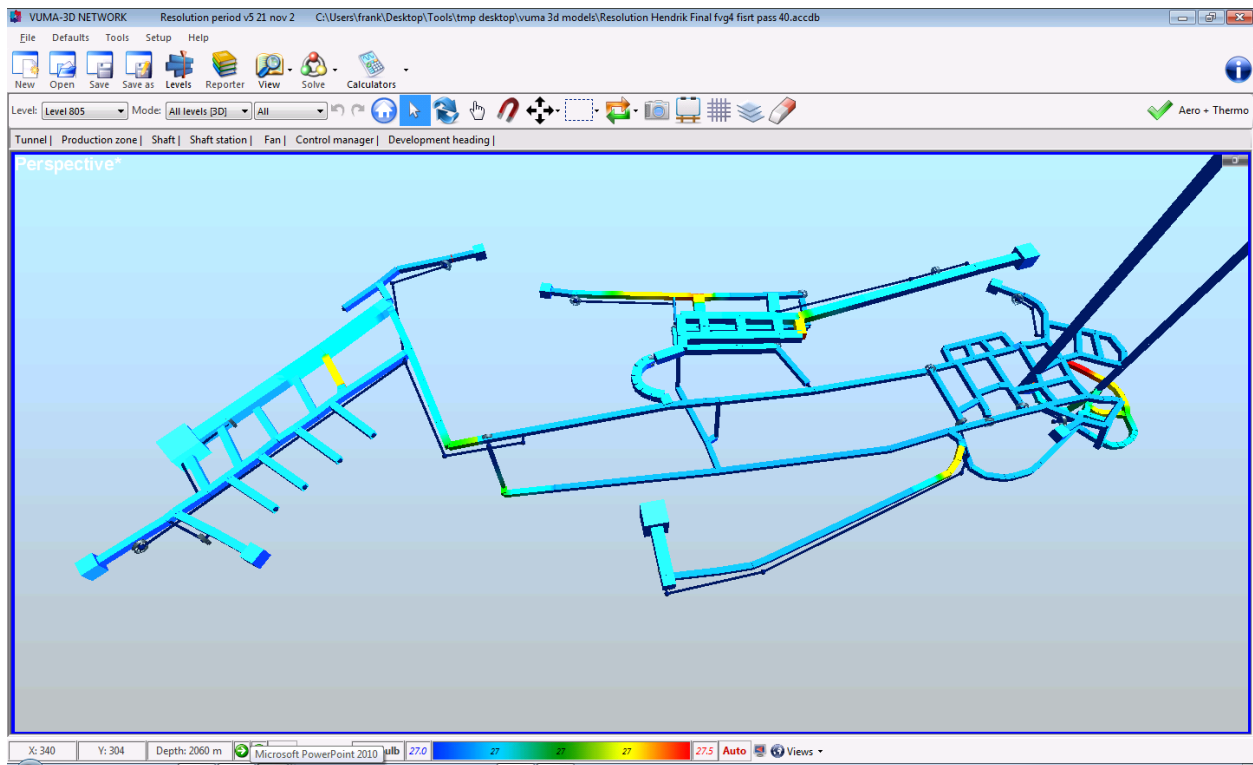 VUMA-3D NETWORK Resolution period v5 21 nov 2 C:\Users\frank\Desktop\Tools\tmp desktop\vuma 3d models\Resolution Hendrik Final fvg4 fisrt pass 40.accdb
File Defaults Tools Setup Help
New Open Save Save as Levels Reporter View Solve Calculators
Level: Level 805 Mode: All levels [3D] All Aero + Thermo
Tunnel | Production zone | Shaft | Shaft station | Fan | Control manager | Development heading |
Perspective*
X: 340 Y: 304 Depth: 2060 m ulb 27.0 27 27 27 27.5 Auto Views
Microsoft PowerPoint 2010